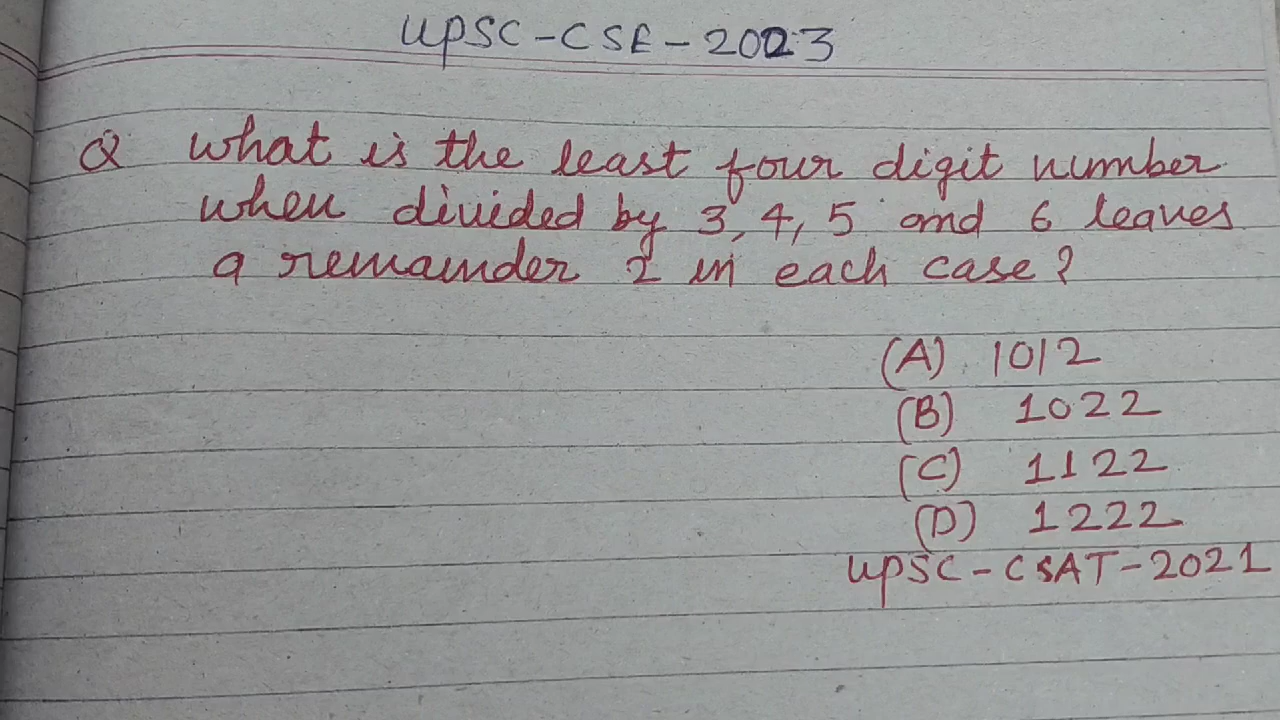 UPSC-CSE-2023
Q what is the least four digit number
when divided by 3, 4, 5 and 6 leaves
a remainder 2 in each case?
(A) 1012
(B) 1022
(C) 1122
(D) 1222
UPSC-CSAT-2021